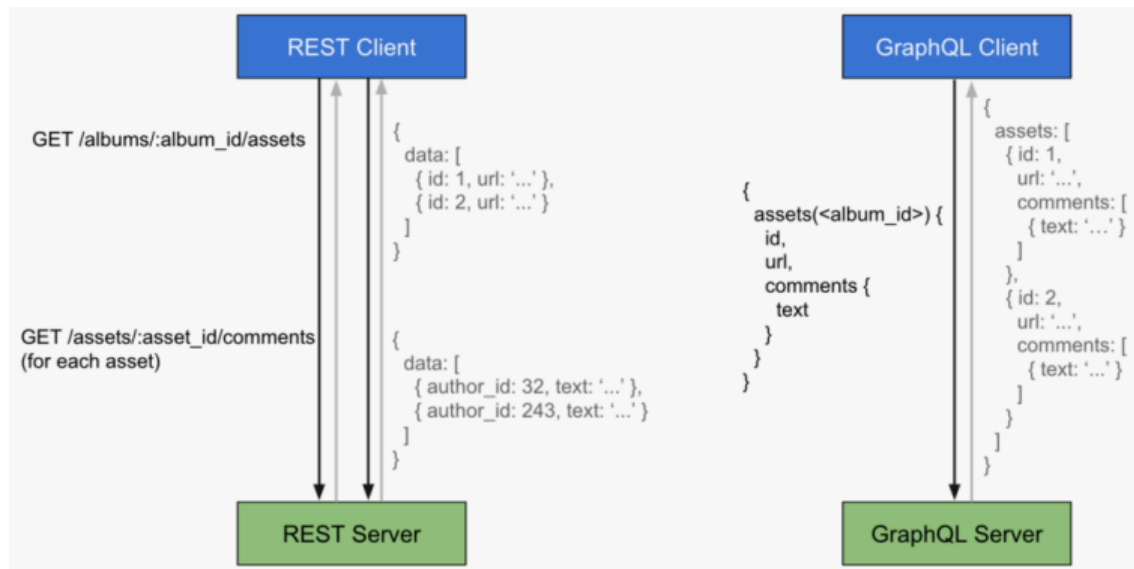 REST Client
GET /albums/:album_id/assets
{
data: [
{ id: 1, url: ‘...’ },
{ id: 2, url: ‘...’ }
]
}
GET /assets/:asset_id/comments
(for each asset)
{
data: [
{ author_id: 32, text: ‘...’ },
{ author_id: 243, text: ‘...’ }
]
}
REST Server
GraphQL Client
{
assets(<album_id>) {
id,
url,
comments {
text
}
}
}
{
assets: [
{ id: 1,
url: ‘...’,
comments: [
{ text: ‘...’ }
]
},
{ id: 2,
url: ‘...’,
comments: [
{ text: ‘...’ }
]
}
]
}
GraphQL Server